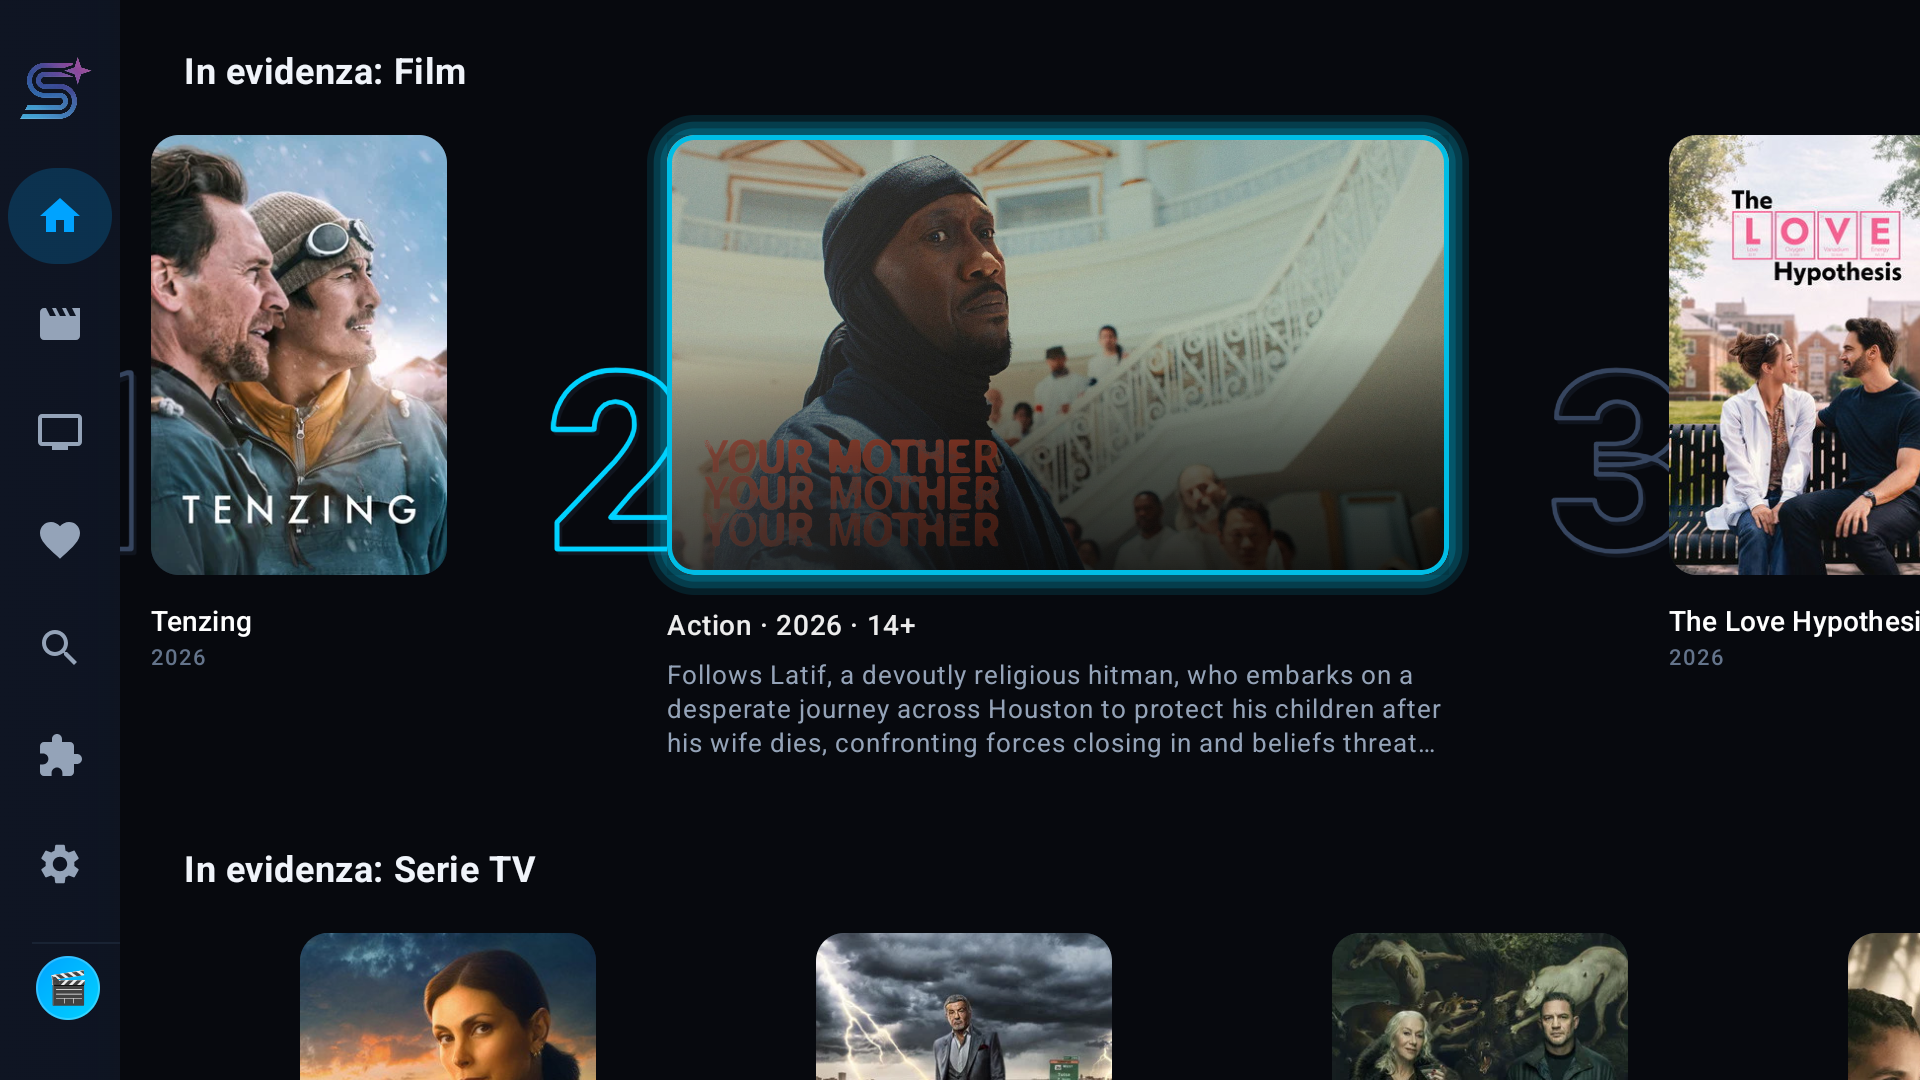 In evidenza: Film
1
TENZING
Tenzing
2026
2
YOUR MOTHER
YOUR MOTHER
YOUR MOTHER
Action · 2026 · 14+
Follows Latif, a devoutly religious hitman, who embarks on a
desperate journey across Houston to protect his children after
his wife dies, confronting forces closing in and beliefs threat…
3
The
LOVE
Hypothesis
The Love Hypothesi
2026
In evidenza: Serie TV